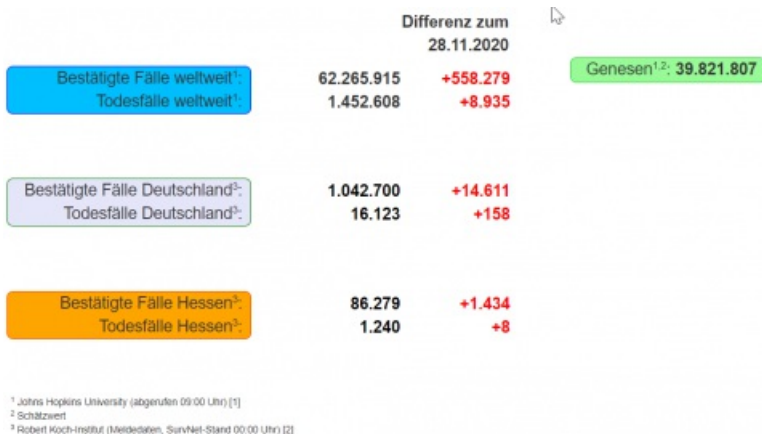 Differenz zum
28.11.2020
Bestätigte Fälle weltweit¹: 62.265.915 +558.279 Genesen¹,²: 39.821.807
Todesfälle weltweit¹: 1.452.608 +8.935
Bestätigte Fälle Deutschland³: 1.042.700 +14.611
Todesfälle Deutschland³: 16.123 +158
Bestätigte Fälle Hessen³: 86.279 +1.434
Todesfälle Hessen³: 1.240 +8
¹ Johns Hopkins University (abgerufen 09:00 Uhr) [1]
² Schätzwert
³ Robert Koch-Institut (Meldedaten, SurvNet-Stand 00:00 Uhr) [2]